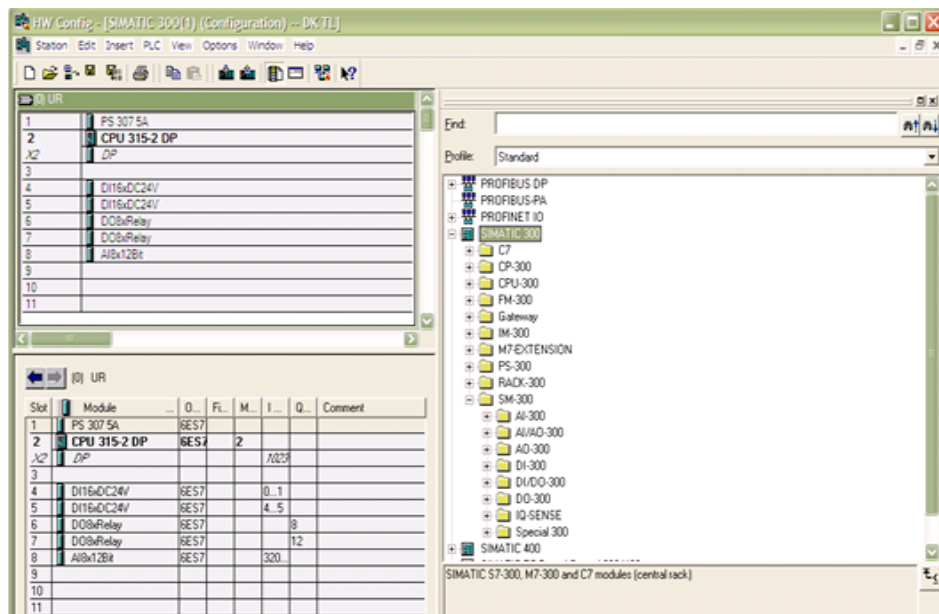 HW Config - [SIMATIC 300(1) (Configuration) -- DKTL]
Station Edit Insert PLC View Options Window Help
(0) UR
1 PS 307 5A
2 CPU 315-2 DP
X2 DP
3
4 DI16xDC24V
5 DI16xDC24V
6 DO8xRelay
7 DO8xRelay
8 AI8x12Bit
9
10
11
Find:
Profile: Standard
PROFIBUS DP
PROFIBUS-PA
PROFINET IO
SIMATIC 300
C7
CP-300
CPU-300
FM-300
Gateway
IM-300
M7-EXTENSION
PS-300
RACK-300
SM-300
AI-300
AI/AO-300
AO-300
DI-300
DI/DO-300
DO-300
IQ-SENSE
Special 300
SIMATIC 400
SIMATIC S7-300, M7-300 and C7 modules (central rack)
(0) UR
Slot Module ... O... Fi... M... I... Q... Comment
1 PS 307 5A 6ES7
2 CPU 315-2 DP 6ES7 2
X2 DP 1023
3
4 DI16xDC24V 6ES7 0...1
5 DI16xDC24V 6ES7 4...5
6 DO8xRelay 6ES7 8
7 DO8xRelay 6ES7 12
8 AI8x12Bit 6ES7 320...
9
10
11